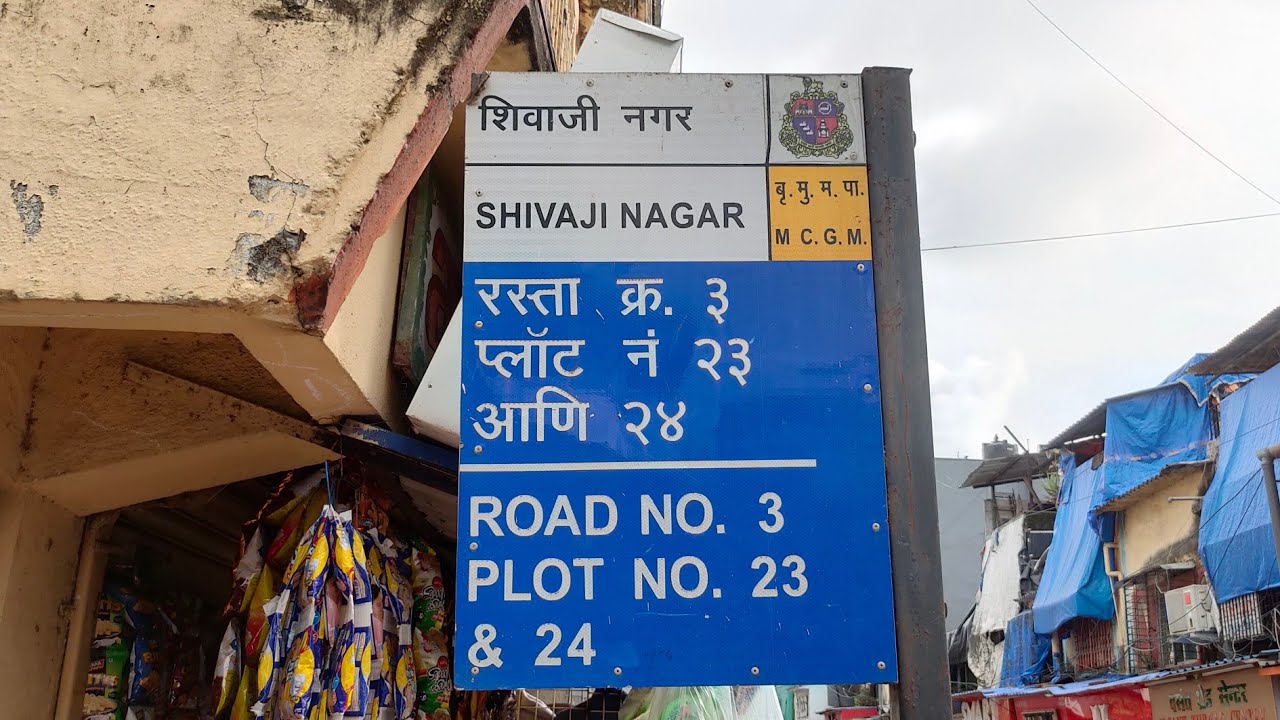 शिवाजी नगर
SHIVAJI NAGAR
बृ.मु.म.पा.
M C.G.M.
रस्ता क्र. ३
प्लॉट नं २३
आणि २४
ROAD NO. 3
PLOT NO. 23
& 24